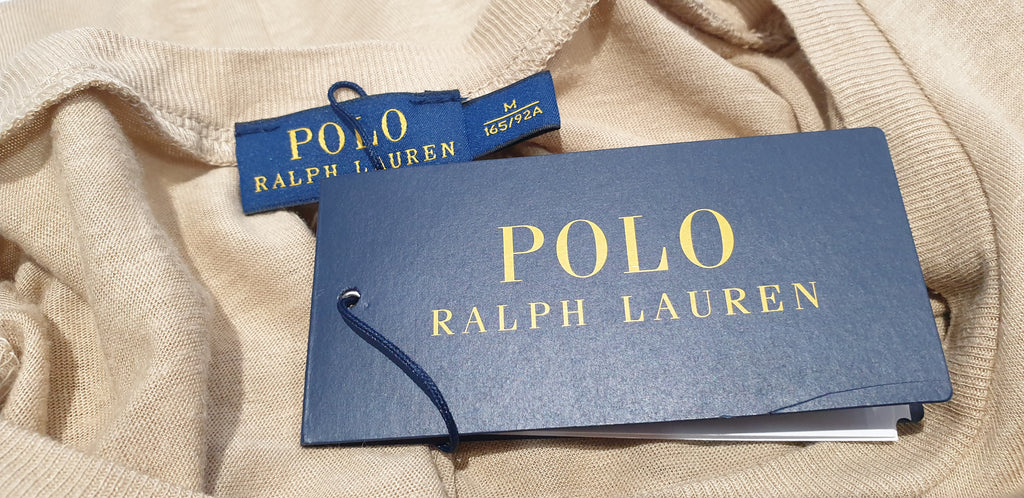 POLO
RALPH LAUREN
M
165/92A
POLO
RALPH LAUREN